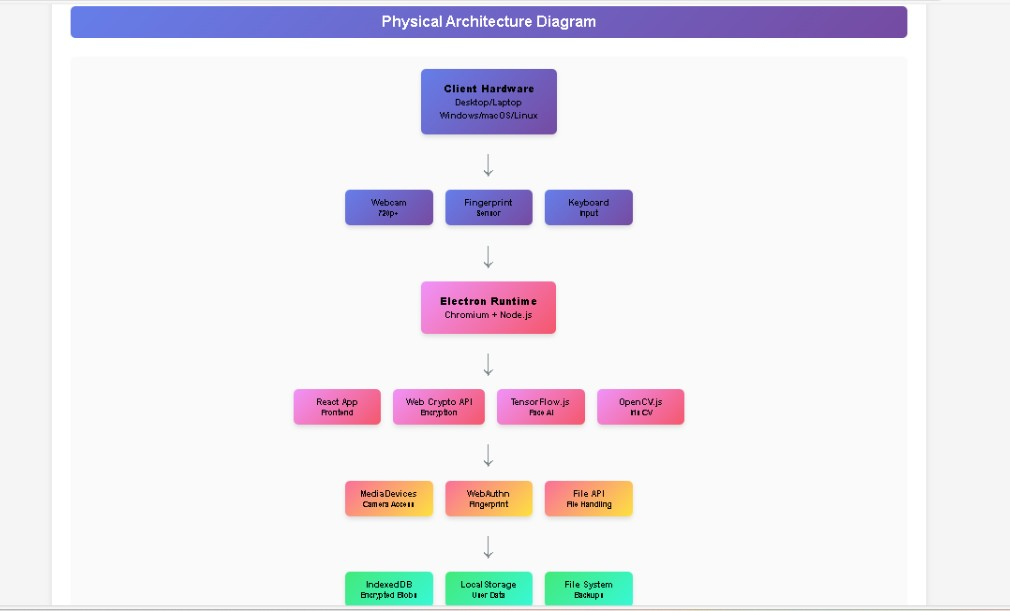 Physical Architecture Diagram
Client Hardware
Desktop/Laptop
Windows/macOS/Linux
Webcam
720p+
Fingerprint
Sensor
Keyboard
Input
Electron Runtime
Chromium + Node.js
React App
Frontend
Web Crypto API
Encryption
TensorFlow.js
Face AI
OpenCV.js
Iris CV
MediaDevices
Camera Access
WebAuthn
Fingerprint
File API
File Handling
IndexedDB
Encrypted Blobs
LocalStorage
User Data
File System
Backups